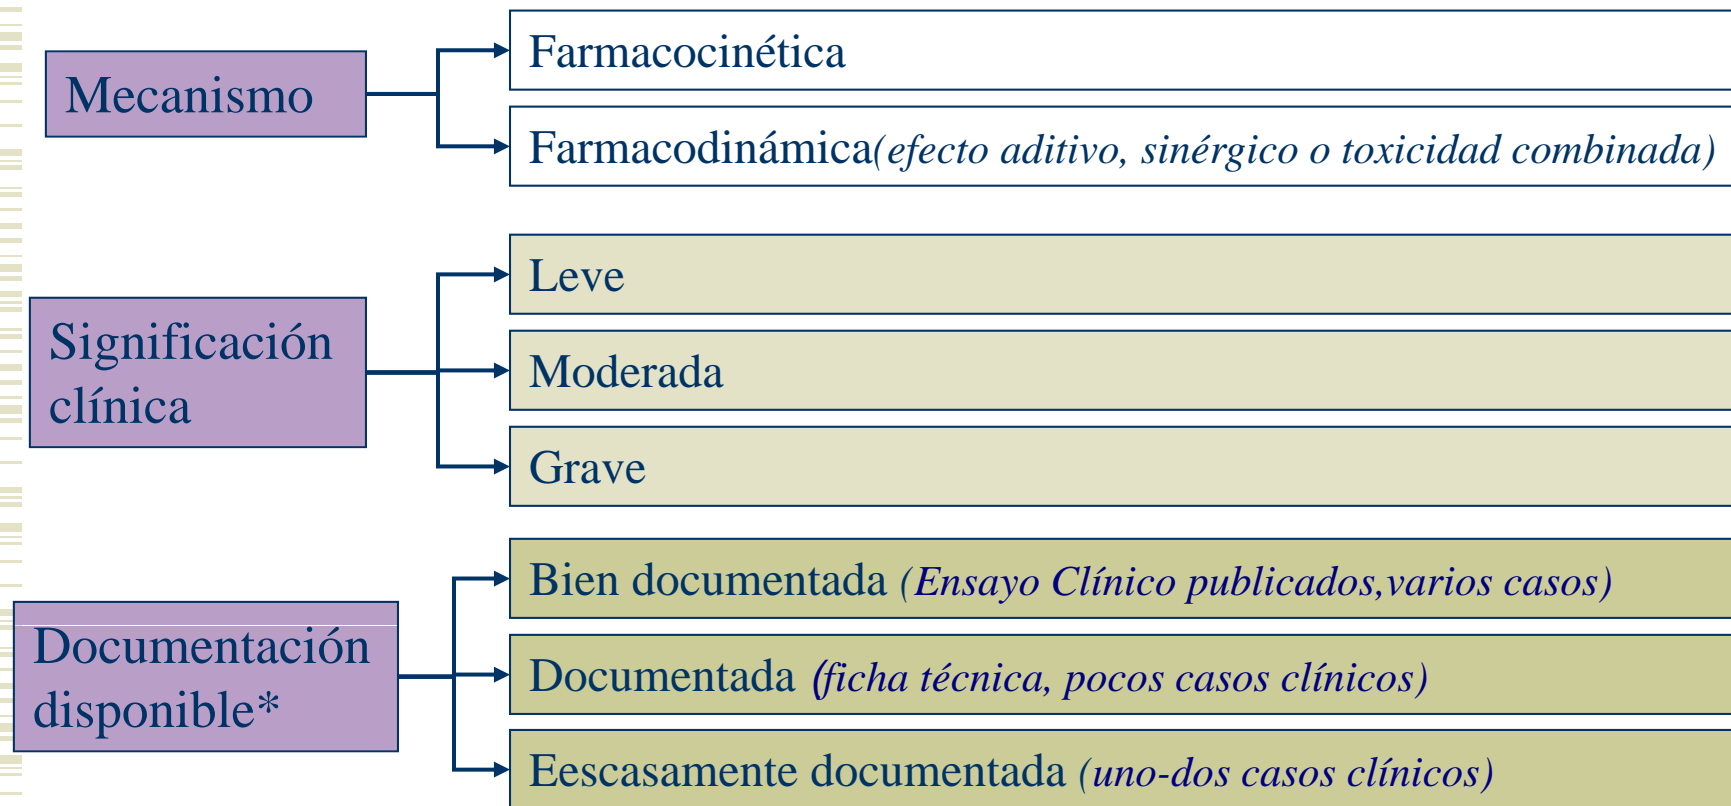 Mecanismo
Farmacocinética
Farmacodinámica(efecto aditivo, sinérgico o toxicidad combinada)
Significación
clínica
Leve
Moderada
Grave
Documentación
disponible*
Bien documentada (Ensayo Clínico publicados,varios casos)
Documentada (ficha técnica, pocos casos clínicos)
Eescasamente documentada (uno-dos casos clínicos)